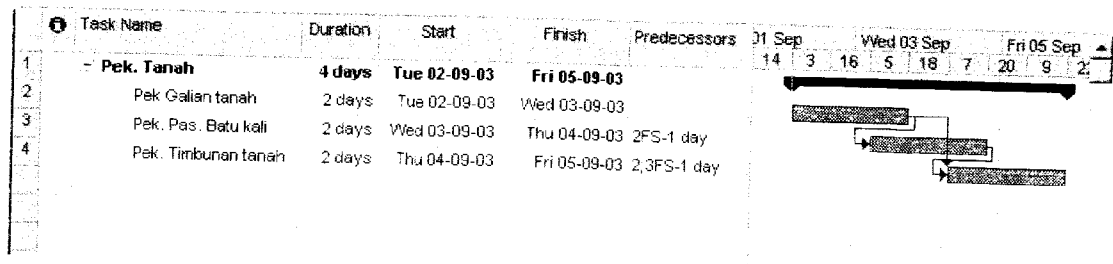 Task Name Duration Start Finish Predecessors 01 Sep Wed 03 Sep Fri 05 Sep
14 3 16 5 18 7 20 9 2
1 - Pek. Tanah 4 days Tue 02-09-03 Fri 05-09-03
2 Pek Galian tanah 2 days Tue 02-09-03 Wed 03-09-03
3 Pek. Pas. Batu kali 2 days Wed 03-09-03 Thu 04-09-03 2FS-1 day
4 Pek. Timbunan tanah 2 days Thu 04-09-03 Fri 05-09-03 2;3FS-1 day